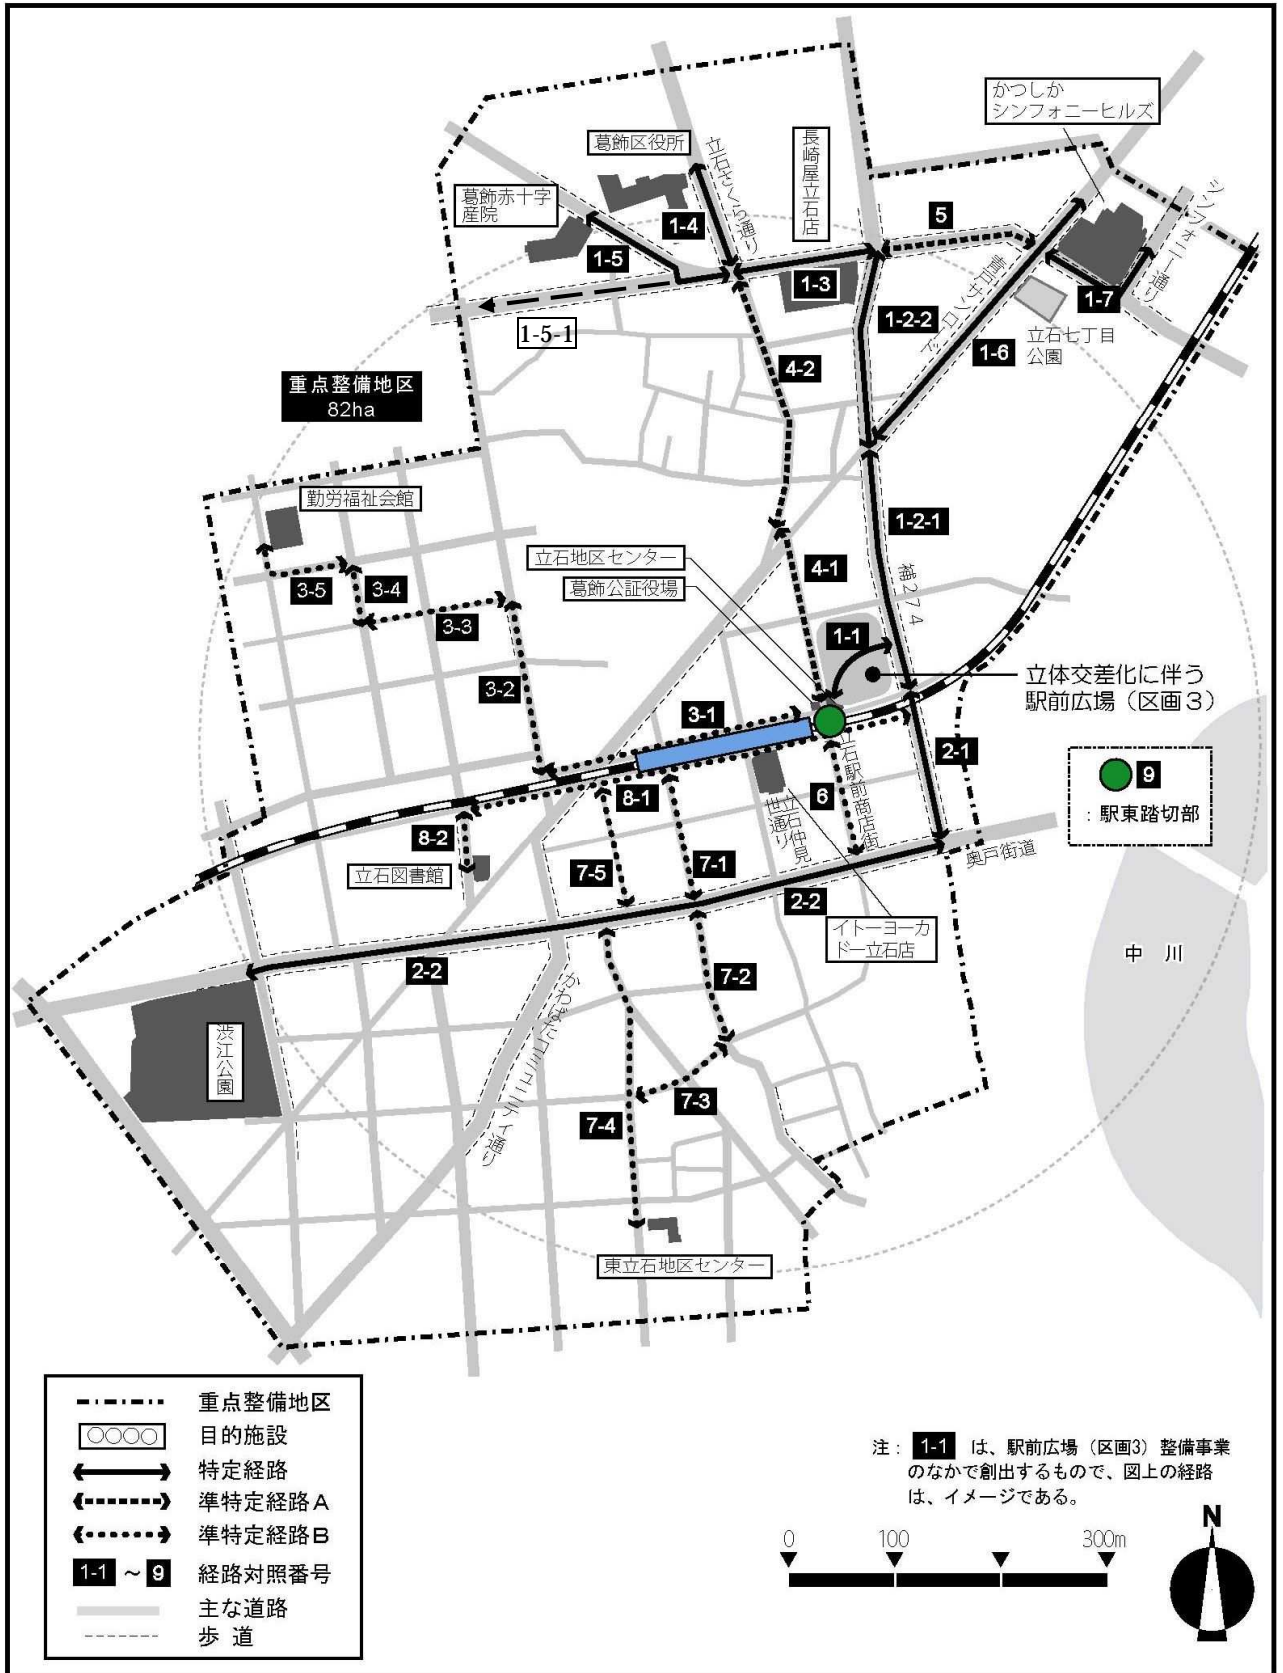 かつしか
シンフォニーヒルズ
葛飾区役所
立石さくら通り
長崎屋立石店
葛飾赤十字
産院
シンフォニー通り
5
1-4
1-5
1-3
1-7
青戸サンロード
1-5-1
1-2-2
立石七丁目
公園
1-6
4-2
重点整備地区
82ha
勤労福祉会館
1-2-1
立石地区センター
4-1
葛飾公証役場
補274
3-5
3-4
3-3
1-1
立体交差化に伴う
駅前広場（区画３）
3-2
3-1
2-1
9
：駅東踏切部
立石駅前商店街
8-1
6
立石仲見
世通り
8-2
奥戸街道
立石図書館
7-5
7-1
2-2
イトーヨーカ
ドー立石店
中 川
2-2
7-2
かわばたコミュニティ通り
渋江公園
7-3
7-4
東立石地区センター
重点整備地区
○○○○ 目的施設
特定経路
準特定経路Ａ
準特定経路Ｂ
1-1 ～ 9 経路対照番号
主な道路
歩 道
注： 1-1 は、駅前広場（区画3）整備事業
のなかで創出するもので、図上の経路
は、イメージである。
0 100 300m
N